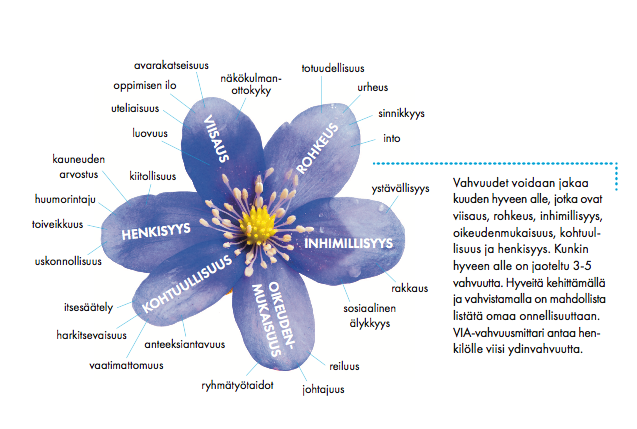 avarakatseisuus
oppimisen ilo
uteliaisuus
luovuus
näkökulman-
ottokyky
VIISAUS
totuudellisuus
urheus
sinnikkyys
into
ROHKEUS
kauneuden
arvostus
kiitollisuus
huumorintaju
toiveikkuus
uskonnollisuus
HENKISYYS
ystävällisyys
INHIMILLISYYS
rakkaus
sosiaalinen
älykkyys
KOHTUULLISUUS
itsesäätely
harkitsevaisuus
anteeksiantavuus
vaatimattomuus
OIKEUDEN-
MUKAISUUS
ryhmätyötaidot
reiluus
johtajuus
Vahvuudet voidaan jakaa
kuuden hyveen alle, jotka ovat
viisaus, rohkeus, inhimillisyys,
oikeudenmukaisuus, kohtuul-
lisuus ja henkisyys. Kunkin
hyveen alle on jaoteltu 3-5
vahvuutta. Hyveitä kehittämällä
ja vahvistamalla on mahdollista
listätä omaa onnellisuuttaan.
VIA-vahvuusmittari antaa hen-
kilölle viisi ydinvahvuutta.